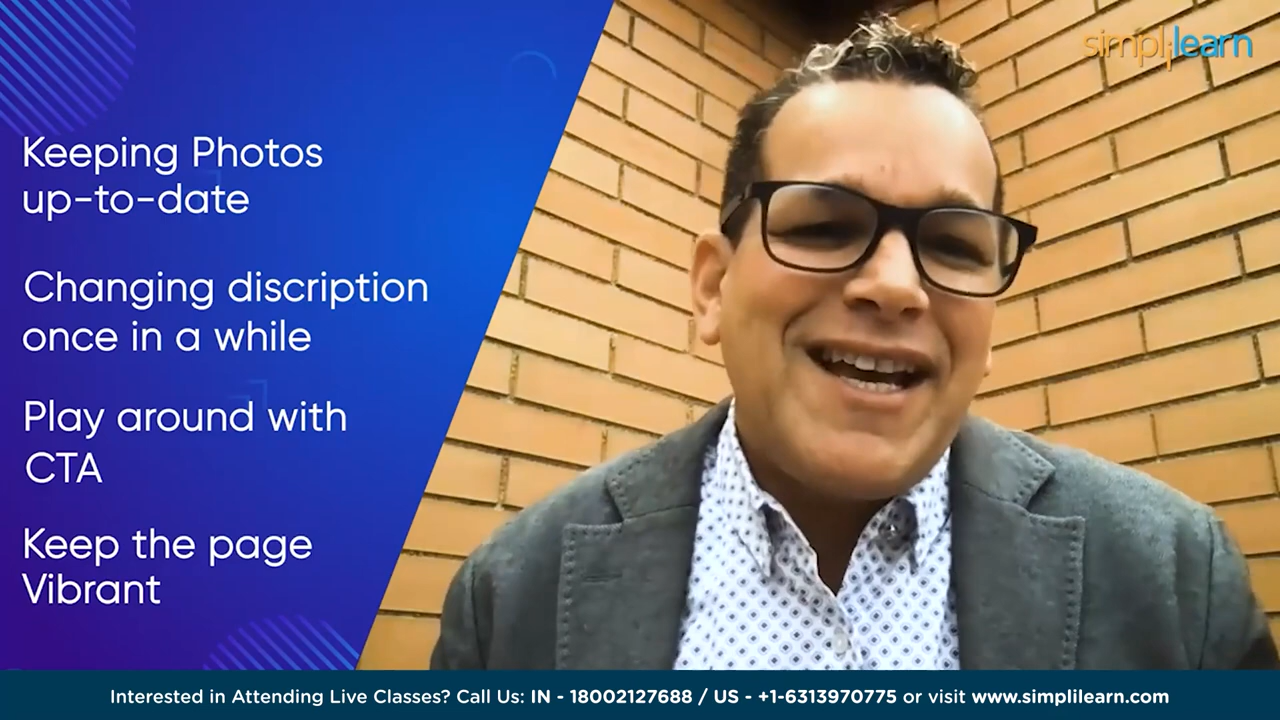 simplilearn
Keeping Photos
up-to-date
Changing discription
once in a while
Play around with
CTA
Keep the page
Vibrant
Interested in Attending Live Classes? Call Us: IN - 18002127688 / US - +1-6313970775 or visit www.simplilearn.com